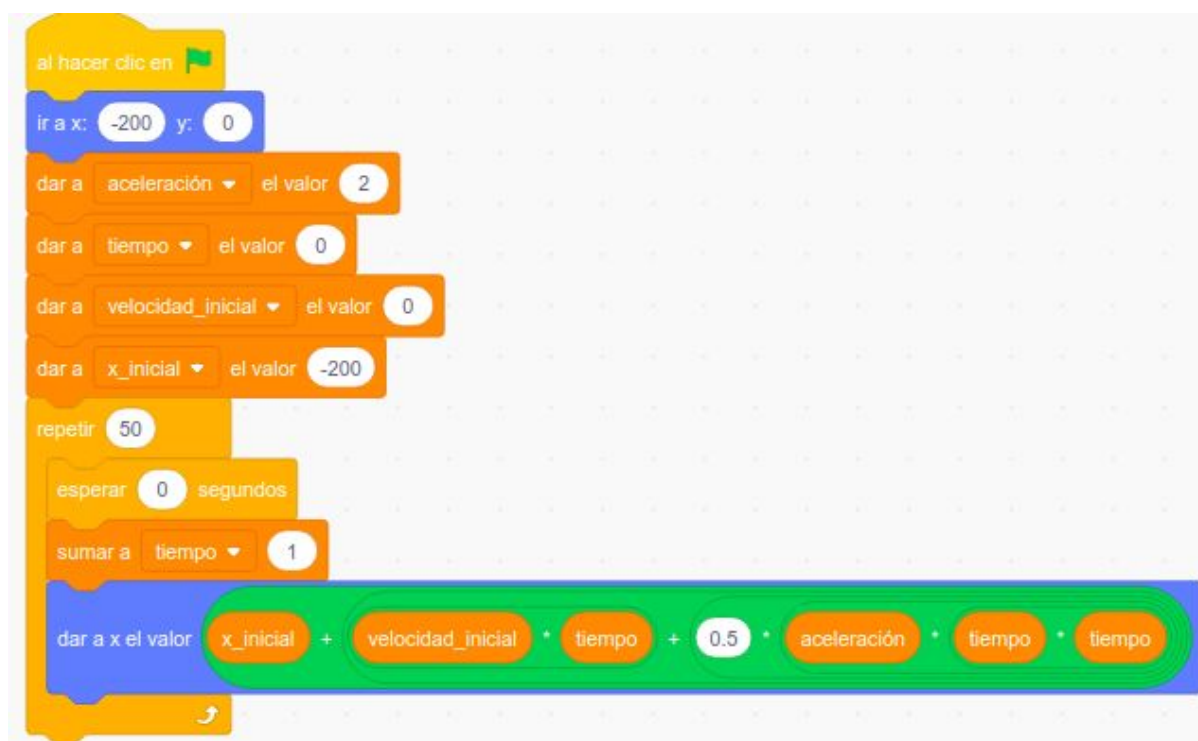 al hacer clic en
ir a x: -200 y: 0
dar a aceleración el valor 2
dar a tiempo el valor 0
dar a velocidad_inicial el valor 0
dar a x_inicial el valor -200
repetir 50
esperar 0 segundos
sumar a tiempo 1
dar a x el valor x_inicial + velocidad_inicial * tiempo + 0.5 * aceleración * tiempo * tiempo